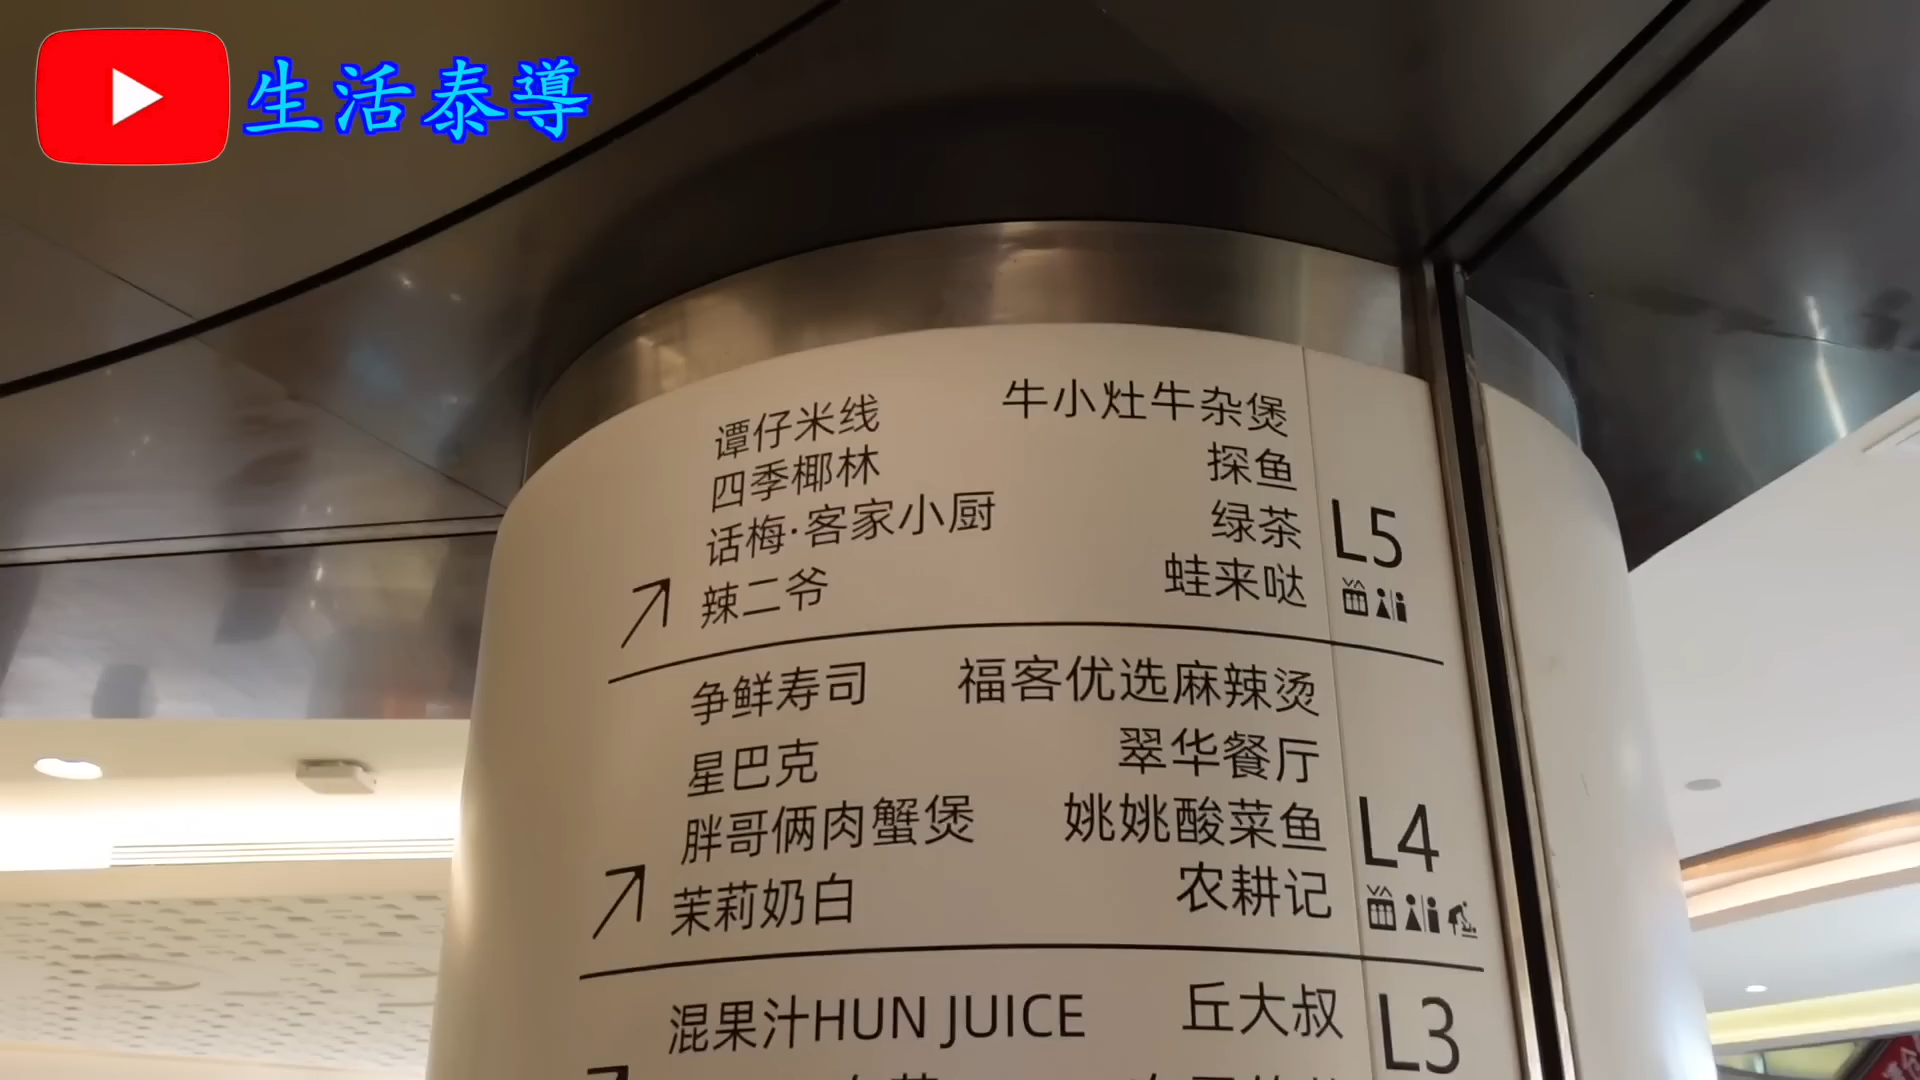 生活泰導
谭仔米线 牛小灶牛杂煲
四季椰林 探鱼
话梅·客家小厨 绿茶
辣二爷 蛙来哒
L5
争鲜寿司 福客优选麻辣烫
星巴克 翠华餐厅
胖哥俩肉蟹煲 姚姚酸菜鱼
茉莉奶白 农耕记
L4
混果汁HUN JUICE 丘大叔
L3